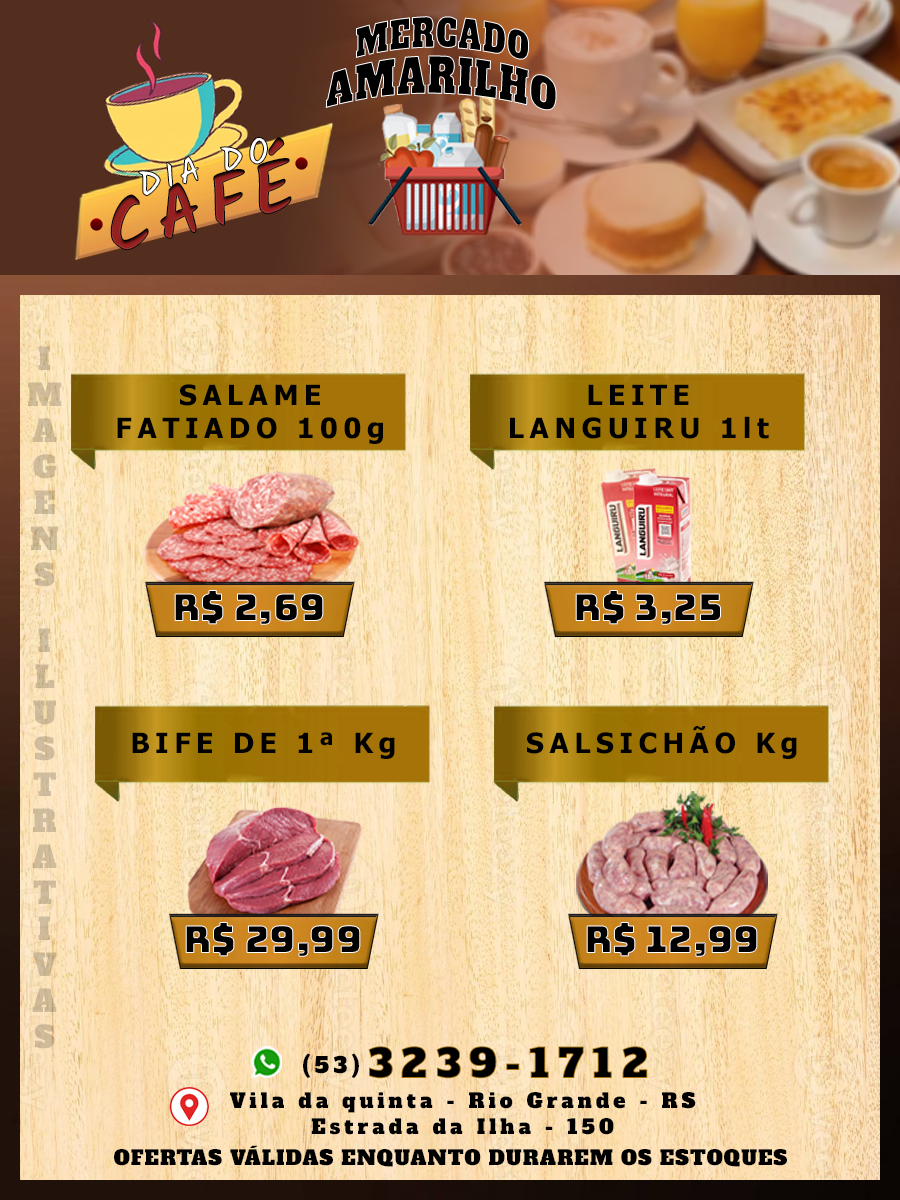 MERCADO
AMARILHO
DIA DO
CAFÉ
IMAGENS ILUSTRATIVAS
SALAME
FATIADO 100g
R$ 2,69
LEITE
LANGUIRU 1lt
LANGUIRU
LANGUIRU
R$ 3,25
BIFE DE 1ª Kg
R$ 29,99
SALSICHÃO Kg
R$ 12,99
(53) 3239-1712
Vila da quinta - Rio Grande - RS
Estrada da Ilha - 150
OFERTAS VÁLIDAS ENQUANTO DURAREM OS ESTOQUES